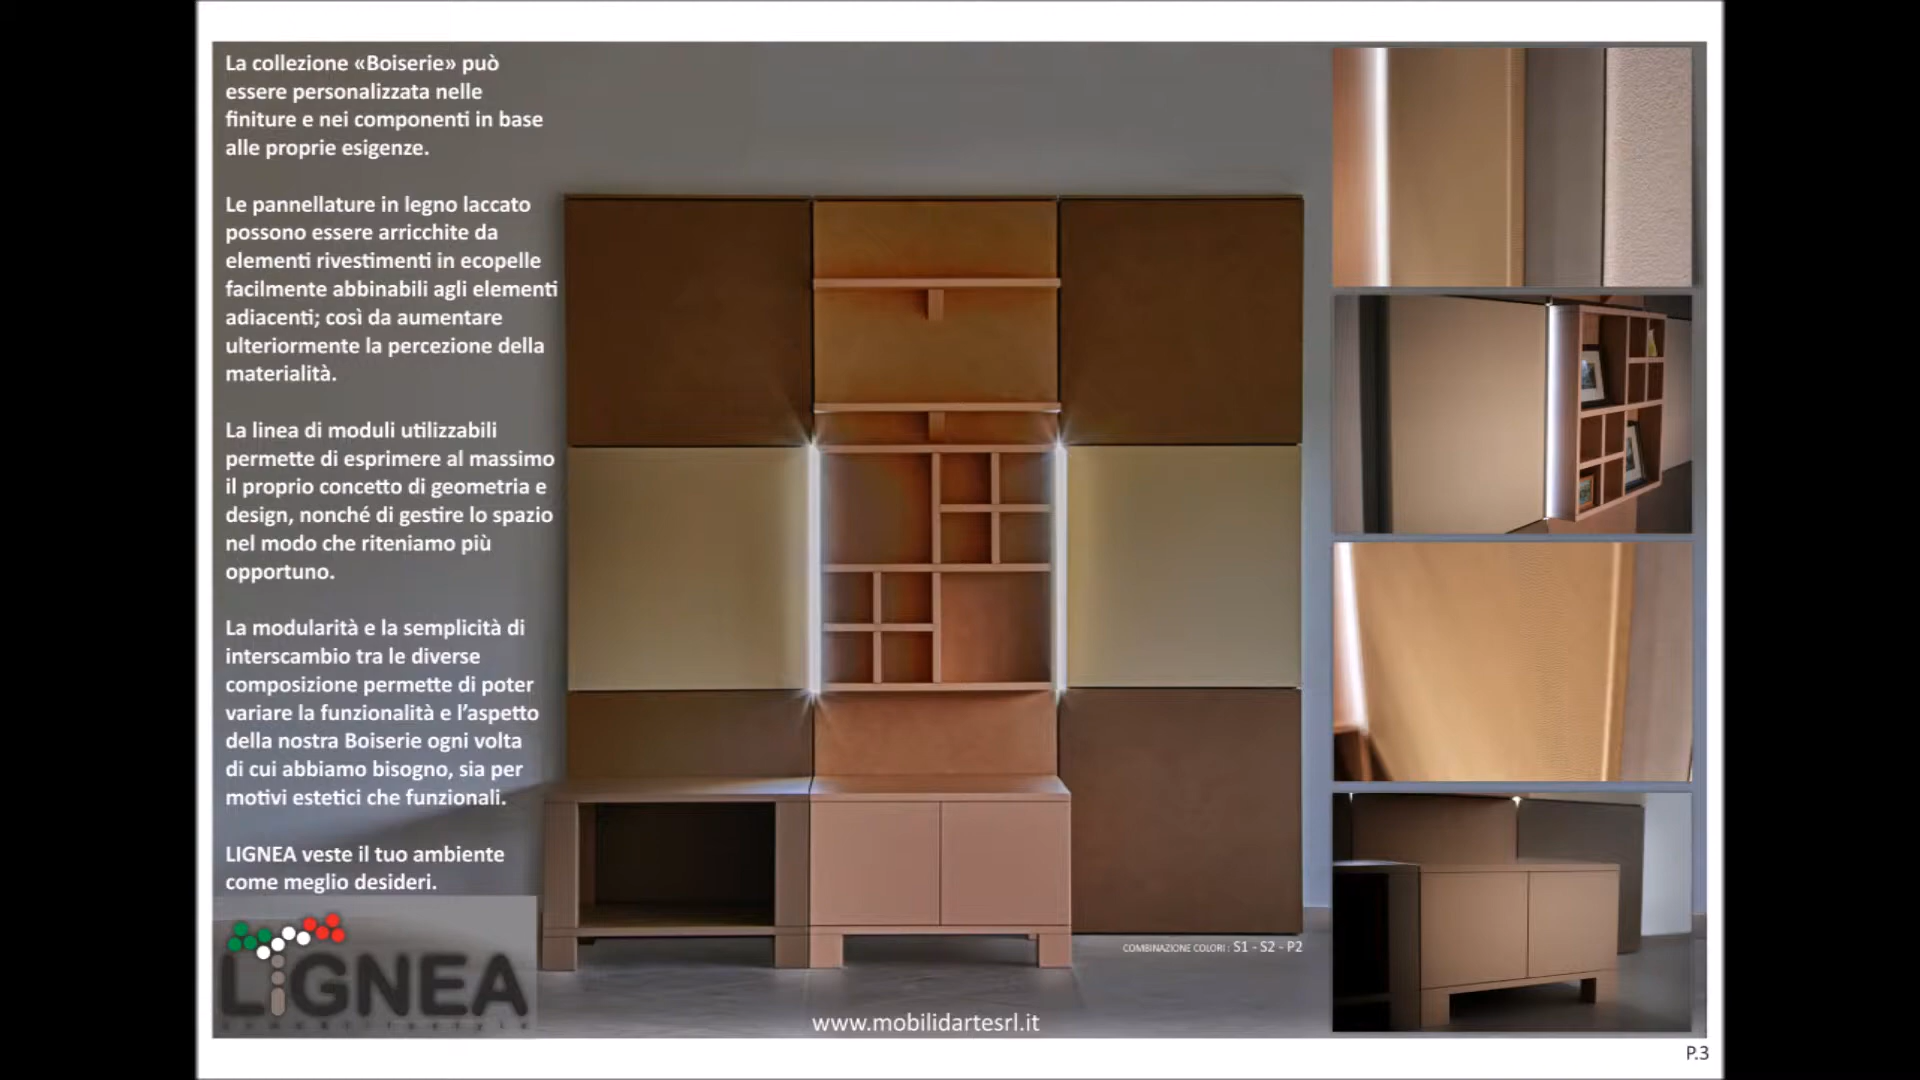 La collezione «Boiserie» può
essere personalizzata nelle
finiture e nei componenti in base
alle proprie esigenze.
Le pannellature in legno laccato
possono essere arricchite da
elementi rivestimenti in ecopelle
facilmente abbinabili agli elementi
adiacenti; così da aumentare
ulteriormente la percezione della
materialità.
La linea di moduli utilizzabili
permette di esprimere al massimo
il proprio concetto di geometria e
design, nonché di gestire lo spazio
nel modo che riteniamo più
opportuno.
La modularità e la semplicità di
interscambio tra le diverse
composizione permette di poter
variare la funzionalità e l’aspetto
della nostra Boiserie ogni volta
di cui abbiamo bisogno, sia per
motivi estetici che funzionali.
LIGNEA veste il tuo ambiente
come meglio desideri.
LiGNEA
COMBINAZIONE COLORI : S1 - S2 - P2
www.mobilidartesrl.it
P.3